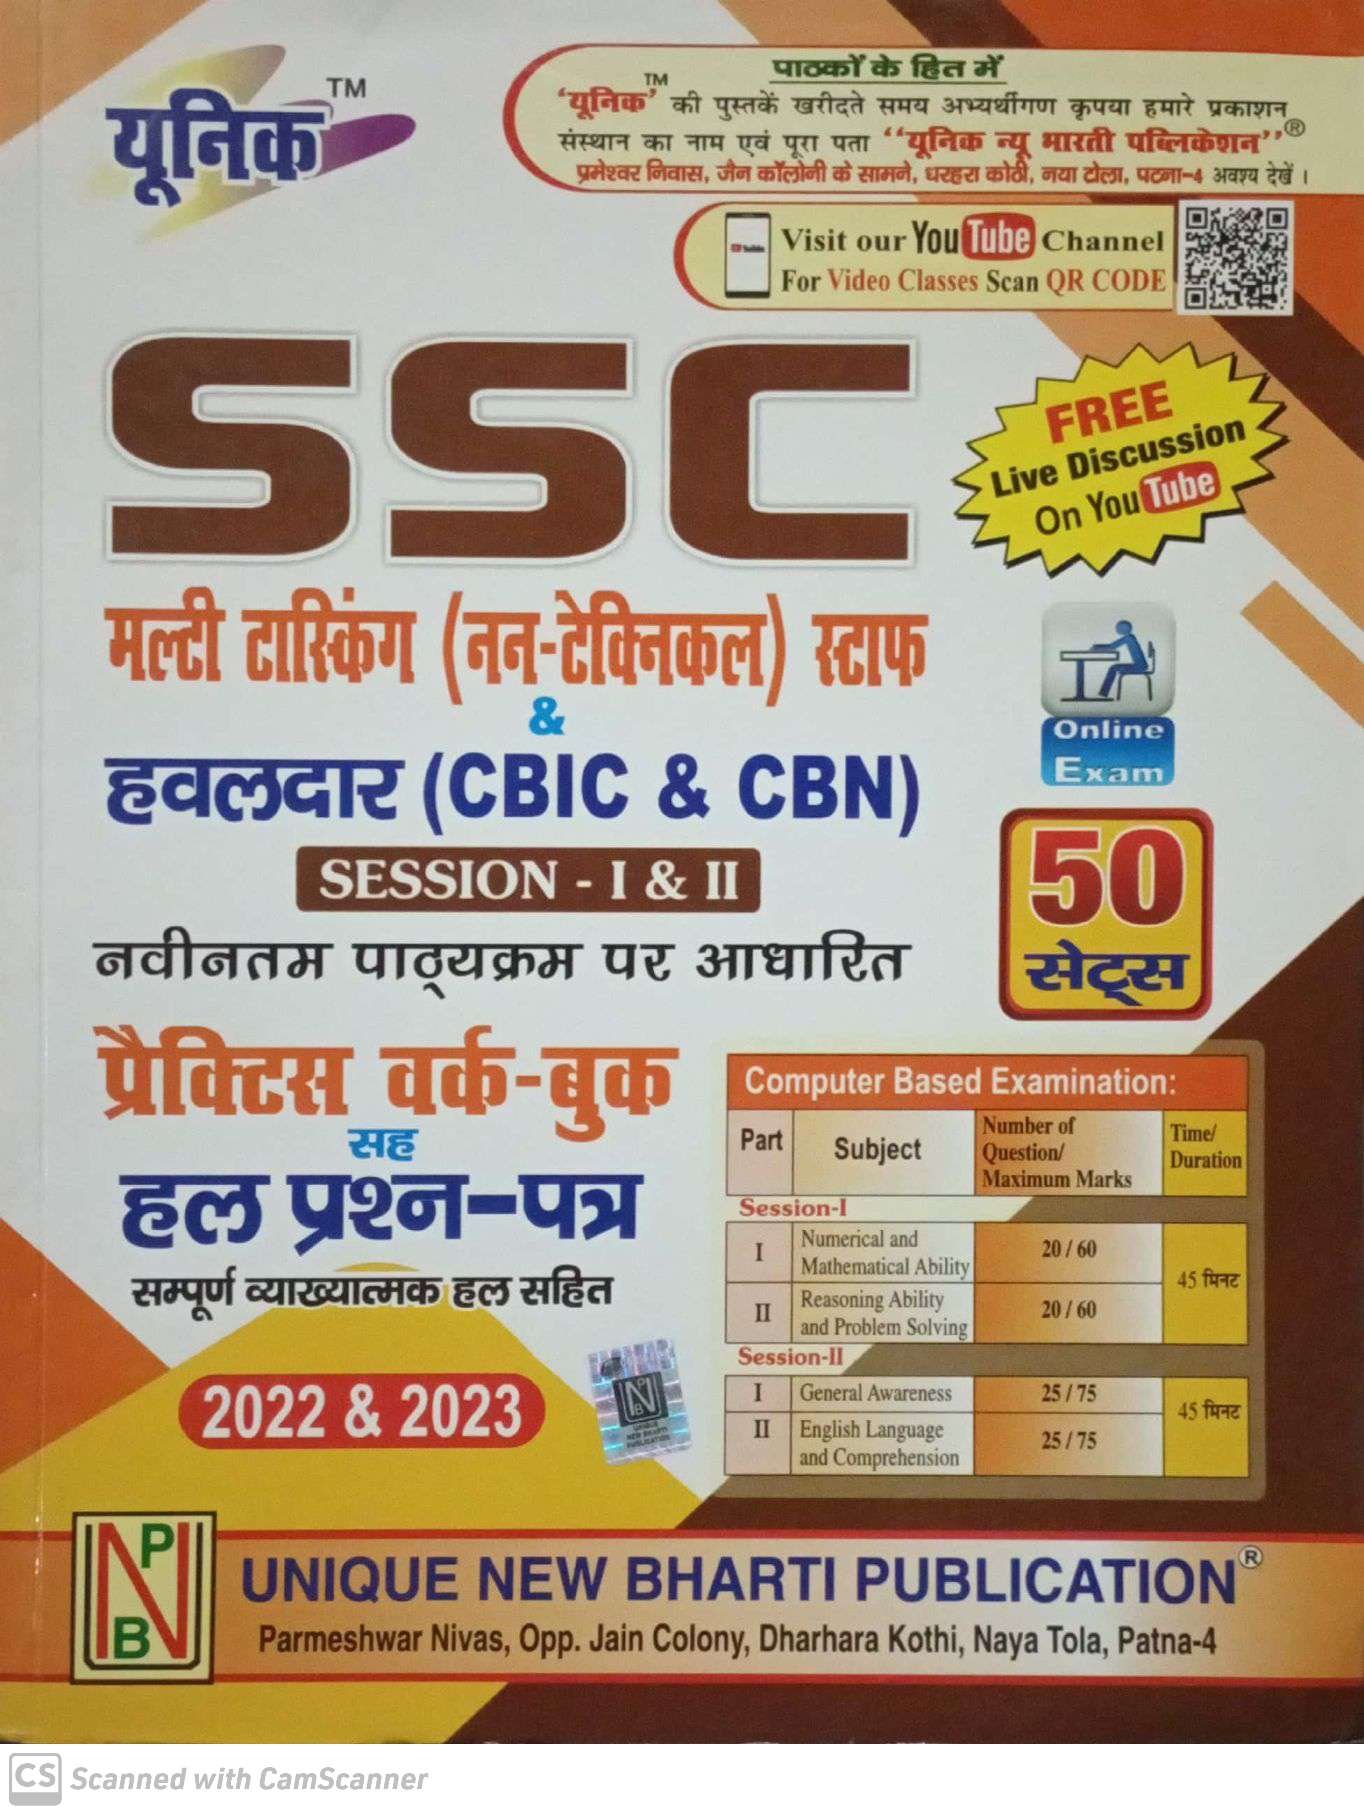 यूनिक TM
पाठकों के हित में
'यूनिक'TM की पुस्तकें खरीदते समय अभ्यर्थीगण कृपया हमारे प्रकाशन
संस्थान का नाम एवं पूरा पता “यूनिक न्यू भारती पब्लिकेशन”®
प्रमेश्वर निवास, जैन कॉलोनी के सामने, धरहरा कोठी, नया टोला, पटना-4 अवश्य देखें।
Visit our YouTube Channel
For Video Classes Scan QR CODE
SSC
FREE
Live Discussion
On YouTube
मल्टी टास्किंग (नन-टेक्निकल) स्टाफ
&
हवलदार (CBIC & CBN)
Online
Exam
SESSION - I & II
50
सेट्स
नवीनतम पाठ्यक्रम पर आधारित
प्रैक्टिस वर्क-बुक
सह
हल प्रश्न-पत्र
सम्पूर्ण व्याख्यात्मक हल सहित
2022 & 2023
NPB
UNIQUE
NEW BHARTI
PUBLICATION
Computer Based Examination:
Part Subject Number of Question/ Maximum Marks Time/ Duration
Session-I
I Numerical and Mathematical Ability 20 / 60 45 मिनट
II Reasoning Ability and Problem Solving 20 / 60
Session-II
I General Awareness 25 / 75 45 मिनट
II English Language and Comprehension 25 / 75
NPB
UNIQUE NEW BHARTI PUBLICATION®
Parmeshwar Nivas, Opp. Jain Colony, Dharhara Kothi, Naya Tola, Patna-4
CS Scanned with CamScanner